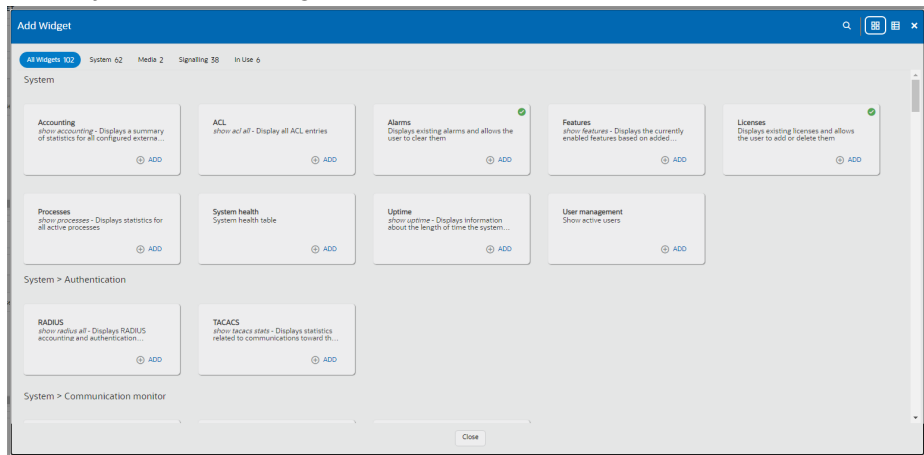 Add Widget
All Widgets 102 System 62 Media 2 Signalling 38 In Use 6
System
Accounting
show accounting - Displays a summary
of statistics for all configured externa...
ADD
ACL
show acl all - Display all ACL entries
ADD
Alarms
Displays existing alarms and allows the
user to clear them
ADD
Features
show features - Displays the currently
enabled features based on added...
ADD
Licenses
Displays existing licenses and allows
the user to add or delete them
ADD
Processes
show processes - Displays statistics for
all active processes
ADD
System health
System health table
ADD
Uptime
show uptime - Displays information
about the length of time the system...
ADD
User management
Show active users
ADD
System > Authentication
RADIUS
show radius all - Displays RADIUS
accounting and authentication...
ADD
TACACS
show tacacs stats - Displays statistics
related to communications toward th...
ADD
System > Communication monitor
Close